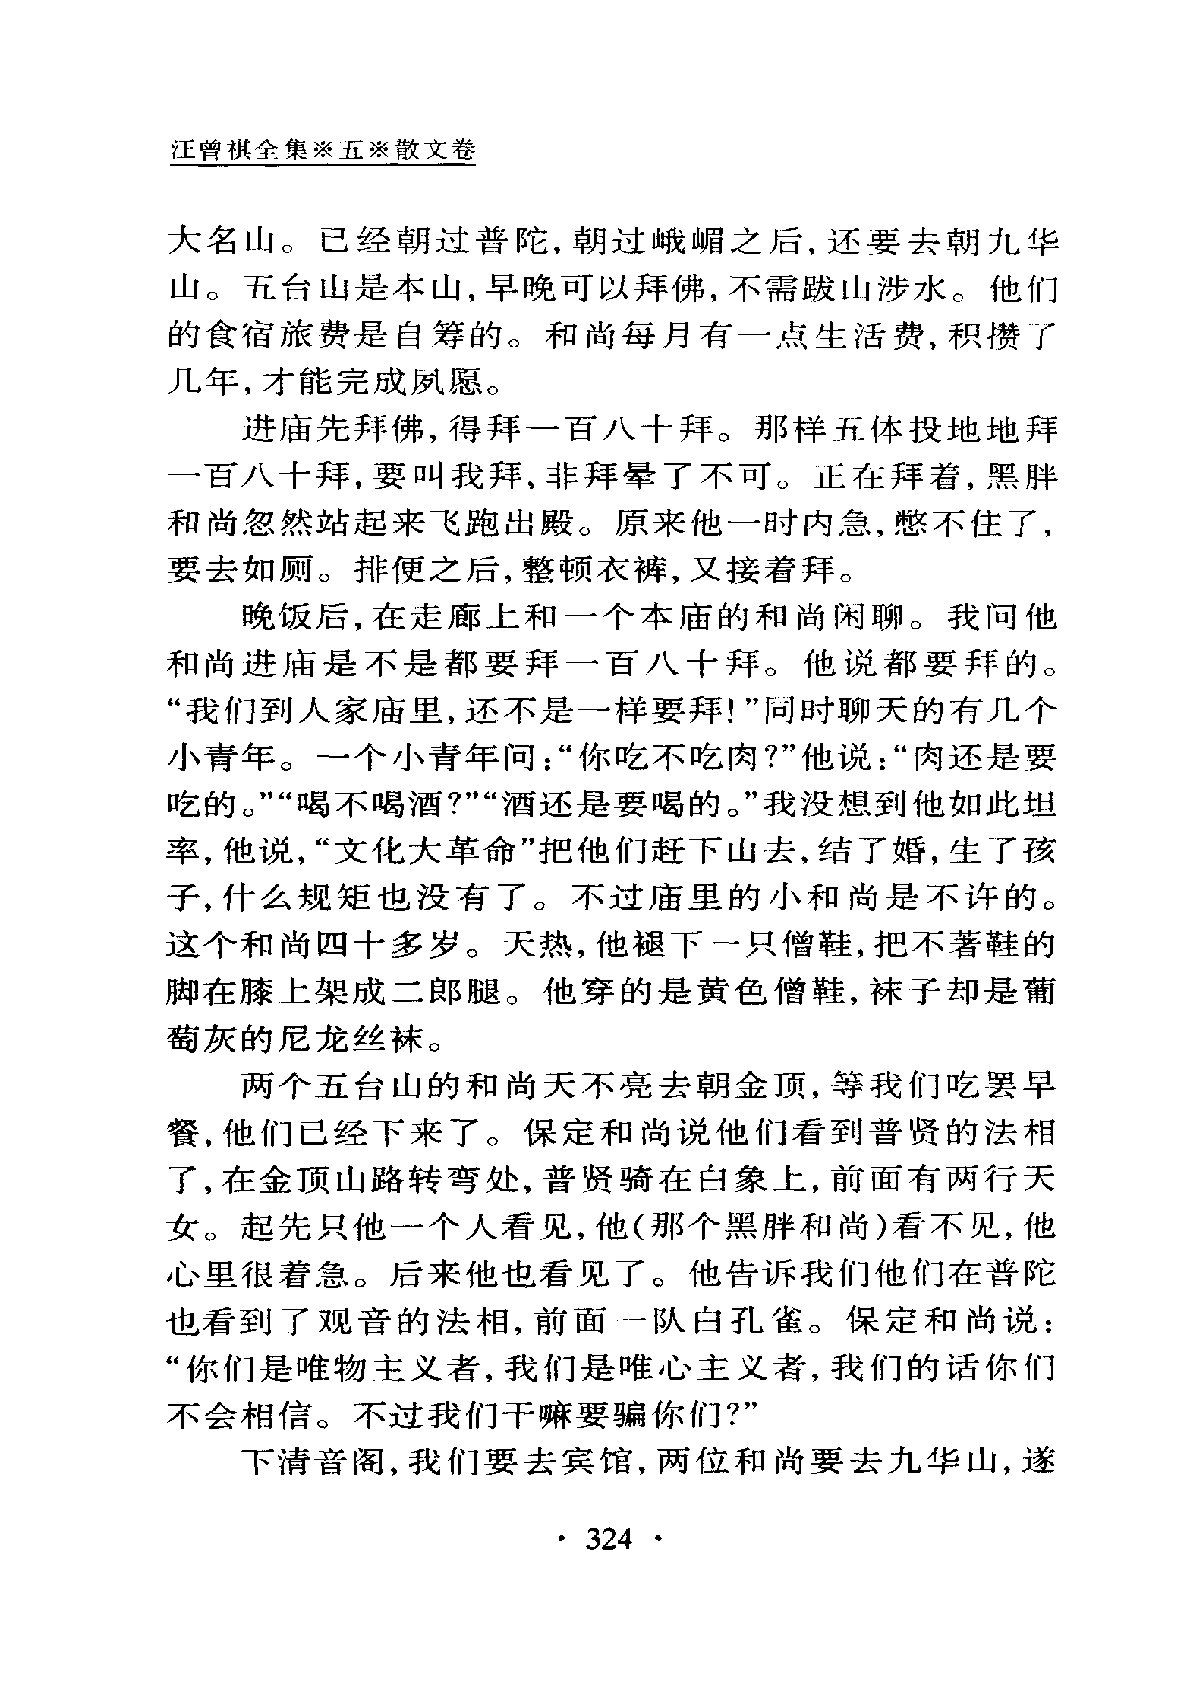 汪曾祺全集※五※散文卷
大名山。已经朝过普陀,朝过峨嵋之后,还要去朝九华
山。五台山是本山,早晚可以拜佛,不需跋山涉水。他们
的食宿旅费是自筹的。和尚每月有一点生活费,积攒了
几年,才能完成夙愿。
进庙先拜佛,得拜一百八十拜。那样五体投地地拜
一百八十拜,要叫我拜,非拜晕了不可。正在拜着,黑胖
和尚忽然站起来飞跑出殿。原来他一时内急,憋不住了,
要去如厕。排便之后,整顿衣裤,又接着拜。
晚饭后,在走廊上和一个本庙的和尚闲聊。我问他
和尚进庙是不是都要拜一百八十拜。他说都要拜的。
“我们到人家庙里,还不是一样要拜!”同时聊天的有几个
小青年。一个小青年问:“你吃不吃肉?”他说:“肉还是要
吃的。”“喝不喝酒?”“酒还是要喝的。”我没想到他如此坦
率,他说,“文化大革命”把他们赶下山去,结了婚,生了孩
子,什么规矩也没有了。不过庙里的小和尚是不许的。
这个和尚四十多岁。天热,他褪下一只僧鞋,把不著鞋的
脚在膝上架成二郎腿。他穿的是黄色僧鞋,袜子却是葡
萄灰的尼龙丝袜。
两个五台山的和尚天不亮去朝金顶,等我们吃罢早
餐,他们已经下来了。保定和尚说他们看到普贤的法相
了,在金顶山路转弯处,普贤骑在白象上,前面有两行天
女。起先只他一个人看见,他(那个黑胖和尚)看不见,他
心里很着急。后来他也看见了。他告诉我们他们在普陀
也看到了观音的法相,前面一队白孔雀。保定和尚说:
“你们是唯物主义者,我们是唯心主义者,我们的话你们
不会相信。不过我们干嘛要骗你们?”
下清音阁,我们要去宾馆,两位和尚要去九华山,遂
· 324 ·